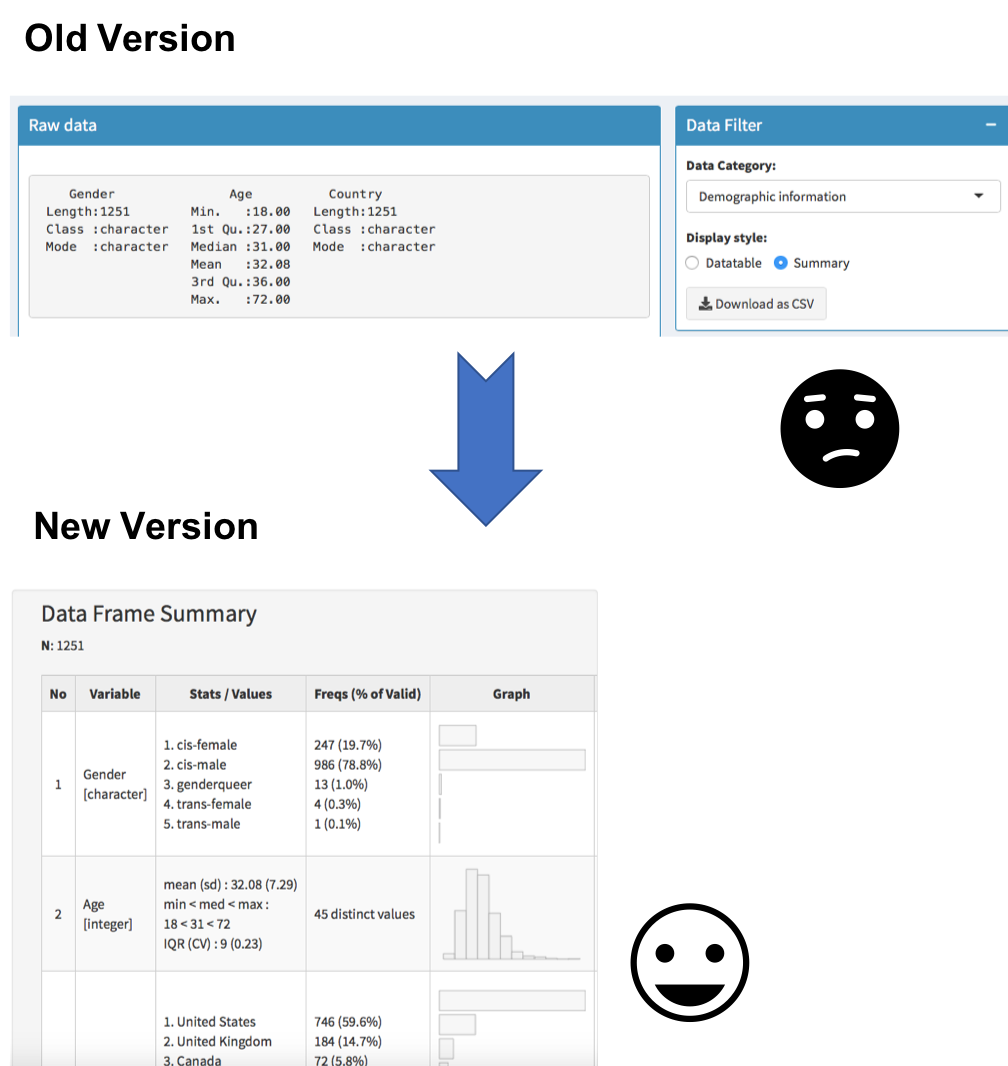 Old Version
Raw data
Gender Age Country
Length:1251 Min. :18.00 Length:1251
Class :character 1st Qu.:27.00 Class :character
Mode :character Median :31.00 Mode :character
Mean :32.08
3rd Qu.:36.00
Max. :72.00
Data Filter
Data Category:
Demographic information
Display style:
Datatable Summary
Download as CSV
New Version
Data Frame Summary
N: 1251
No Variable Stats / Values Freqs (% of Valid) Graph
1 Gender [character]
1. cis-female 247 (19.7%)
2. cis-male 986 (78.8%)
3. genderqueer 13 (1.0%)
4. trans-female 4 (0.3%)
5. trans-male 1 (0.1%)
2 Age [integer]
mean (sd) : 32.08 (7.29)
min < med < max :
18 < 31 < 72
IQR (CV) : 9 (0.23)
45 distinct values
1. United States 746 (59.6%)
2. United Kingdom 184 (14.7%)
3. Canada 72 (5.8%)